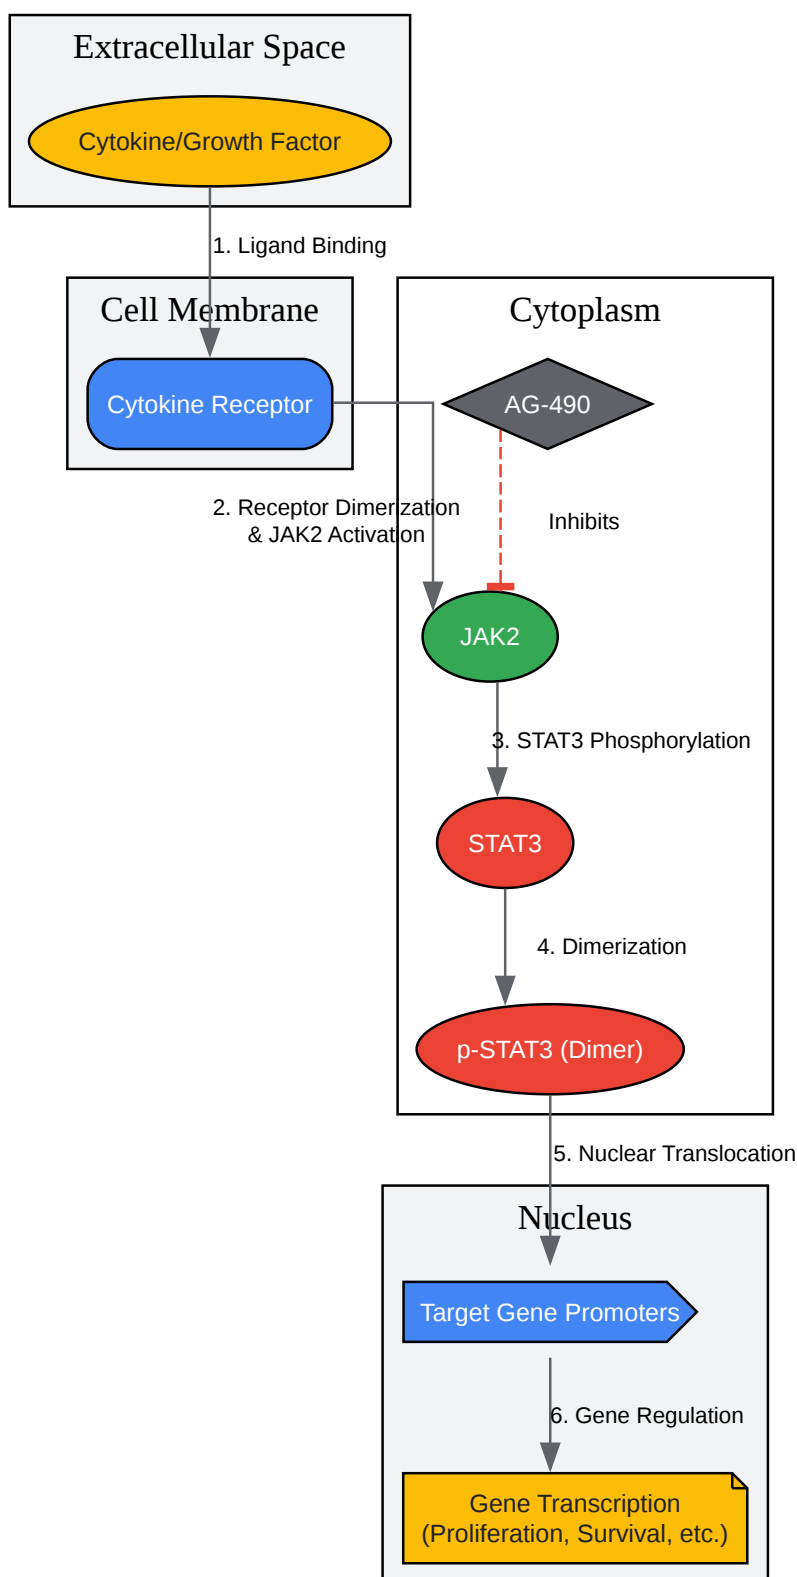 Extracellular Space
Cytokine/Growth Factor
1. Ligand Binding
Cell Membrane
Cytokine Receptor
Cytoplasm
AG-490
2. Receptor Dimerization
& JAK2 Activation
Inhibits
JAK2
3. STAT3 Phosphorylation
STAT3
4. Dimerization
p-STAT3 (Dimer)
5. Nuclear Translocation
Nucleus
Target Gene Promoters
6. Gene Regulation
Gene Transcription
(Proliferation, Survival, etc.)